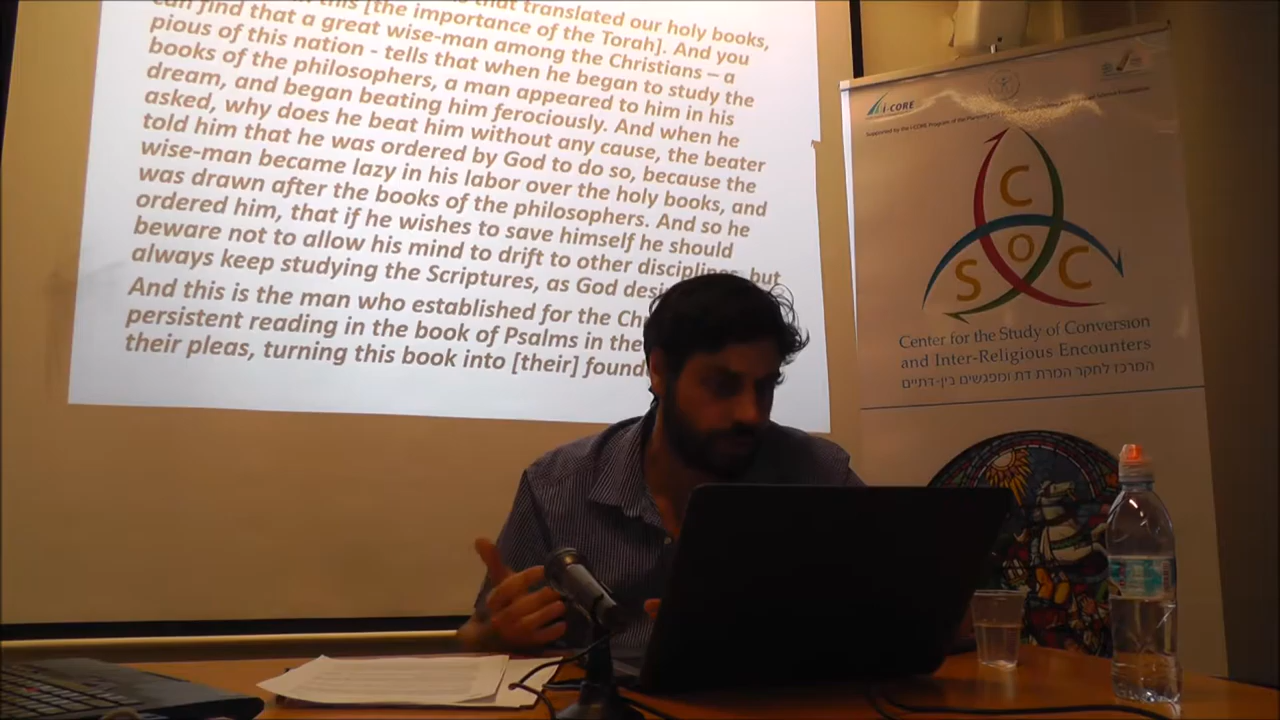 that translated our holy books,
can find that a great wise-man among the Christians – a
this [the importance of the Torah]. And you
pious of this nation - tells that when he began to study the
books of the philosophers, a man appeared to him in his
dream, and began beating him ferociously. And when he
asked, why does he beat him without any cause, the beater
told him that he was ordered by God to do so, because the
wise-man became lazy in his labor over the holy books, and
was drawn after the books of the philosophers. And so he
ordered him, that if he wishes to save himself he should
beware not to allow his mind to drift to other disciplines, but
always keep studying the Scriptures, as God
And this is the man who established for the
persistent reading in the book of Psalms in the
their pleas, turning this book into [their]
i-CORE
Supported by the I-CORE Program of the
C
O
S C
Center for the Study of Conversion
and Inter-Religious Encounters
המרכז לחקר המרת דת ומפגשים בין-דתיים